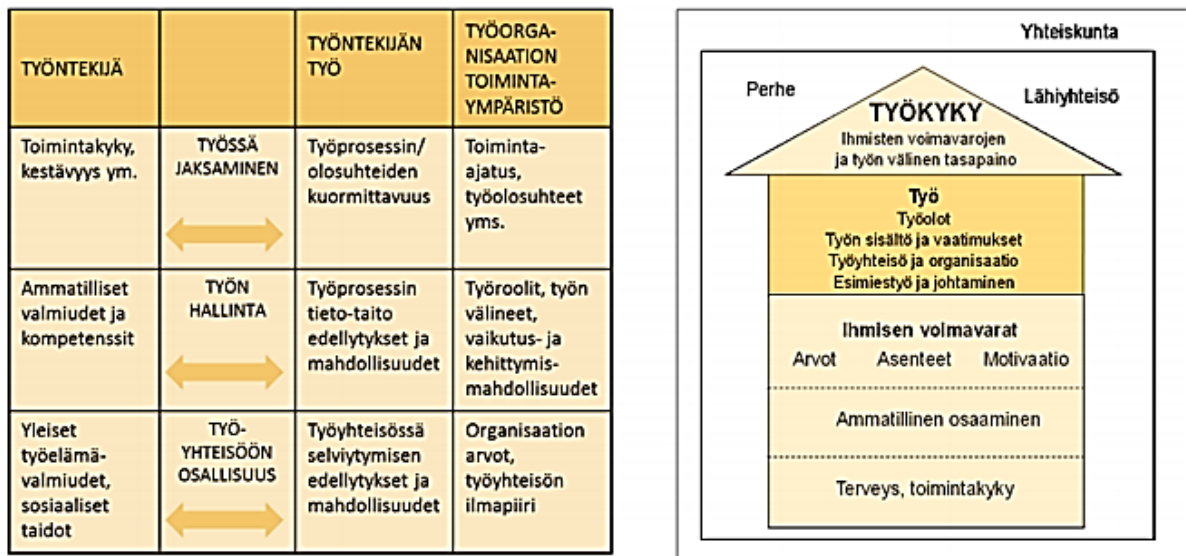 TYÖNTEKIJÄ
TYÖNTEKIJÄN
TYÖ
TYÖORGA-
NISAATION
TOIMINTA-
YMPÄRISTÖ
Toimintakyky,
kestävyys ym.
TYÖSSÄ
JAKSAMINEN
Työprosessin/
olosuhteiden
kuormittavuus
Toiminta-
ajatus,
työolosuhteet
yms.
Ammatilliset
valmiudet ja
kompetenssit
TYÖN
HALLINTA
Työprosessin
tieto-taito
edellytykset ja
mahdollisuudet
Työroolit, työn
välineet,
vaikutus- ja
kehittymis-
mahdollisuudet
Yleiset
työelämä-
valmiudet,
sosiaaliset
taidot
TYÖ-
YHTEISÖÖN
OSALLISUUS
Työyhteisössä
selviytymisen
edellytykset ja
mahdollisuudet
Organisaation
arvot,
työyhteisön
ilmapiiri
Yhteiskunta
Perhe
Lähiyhteisö
TYÖKYKY
Ihmisten voimavarojen
ja työn välinen tasapaino
Työ
Työolot
Työn sisältö ja vaatimukset
Työyhteisö ja organisaatio
Esimiestyö ja johtaminen
Ihmisen voimavarat
Arvot Asenteet Motivaatio
Ammatillinen osaaminen
Terveys, toimintakyky